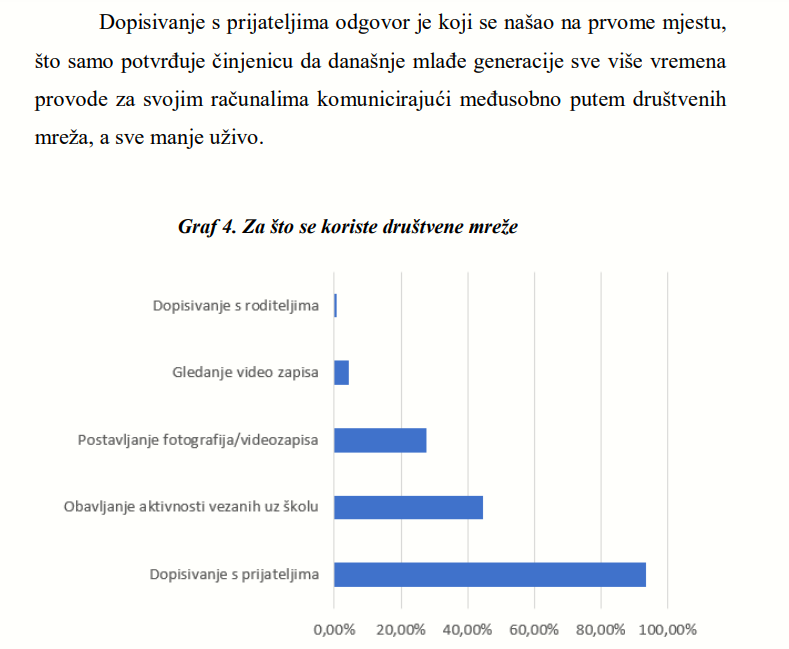 Dopisivanje s prijateljima odgovor je koji se našao na prvome mjestu,
što samo potvrđuje činjenicu da današnje mlađe generacije sve više vremena
provode za svojim računalima komunicirajući međusobno putem društvenih
mreža, a sve manje uživo.
Graf 4. Za što se koriste društvene mreže
Dopisivanje s roditeljima
Gledanje video zapisa
Postavljanje fotografija/videozapisa
Obavljanje aktivnosti vezanih uz školu
Dopisivanje s prijateljima
0,00% 20,00% 40,00% 60,00% 80,00% 100,00%